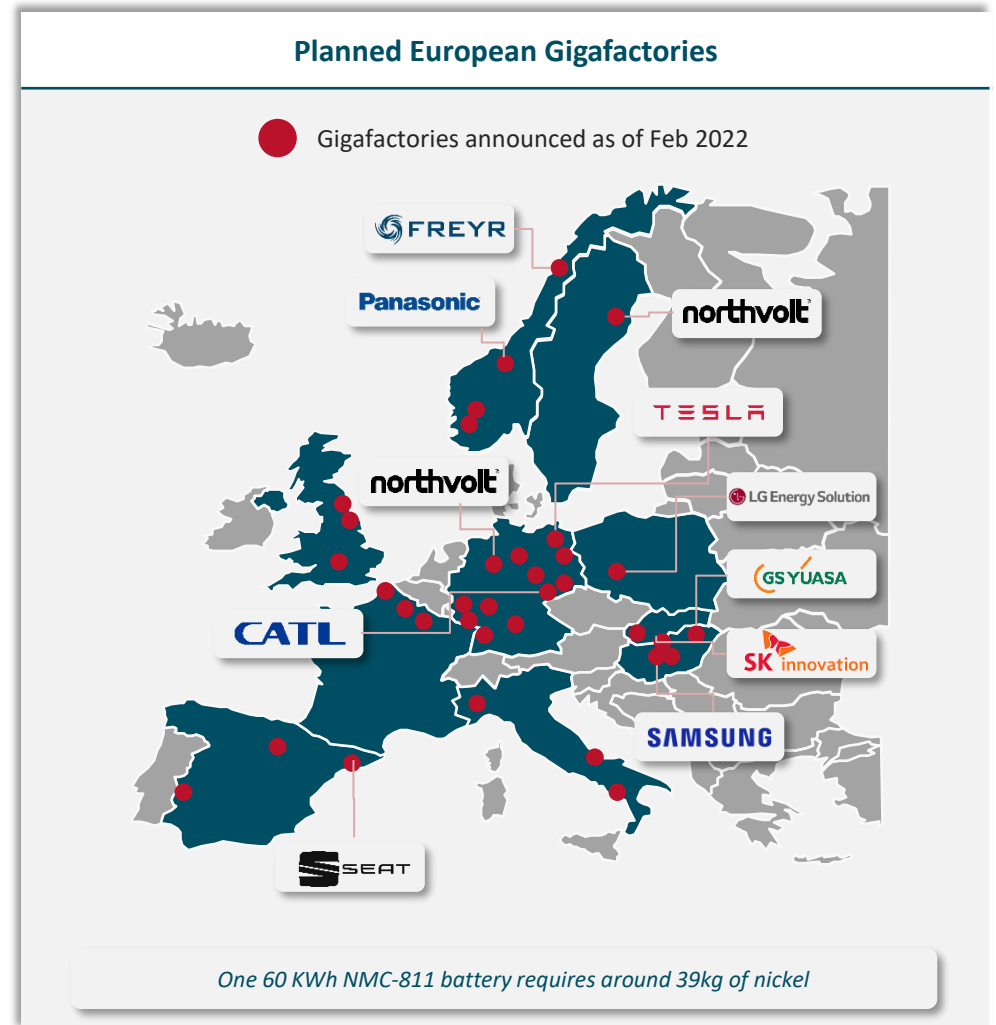 Planned European Gigafactories
Gigafactories announced as of Feb 2022
FREYR
Panasonic
northvolt
TESLA
northvolt
LG Energy Solution
GS YUASA
CATL
SK innovation
SAMSUNG
SEAT
One 60 KWh NMC-811 battery requires around 39kg of nickel